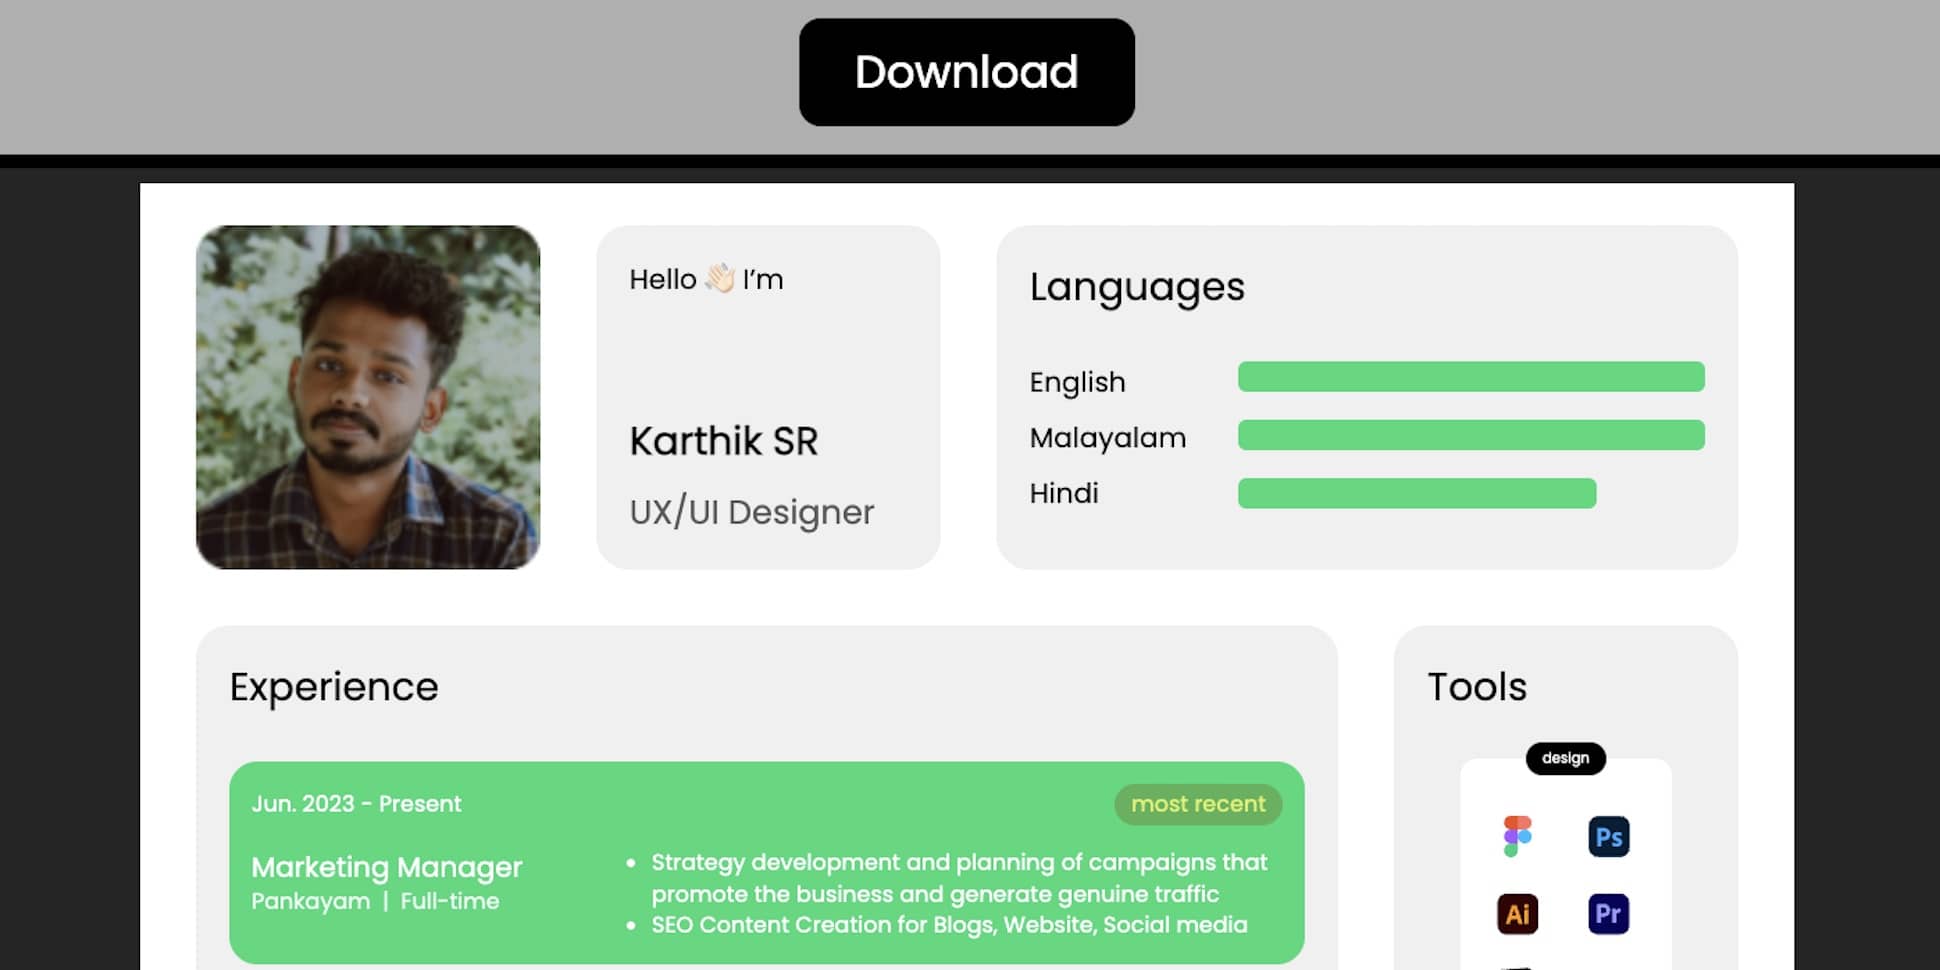 Download
Hello 👋🏻 I’m
Karthik SR
UX/UI Designer
Languages
English
Malayalam
Hindi
Experience
Jun. 2023 - Present
most recent
Marketing Manager
Pankayam | Full-time
• Strategy development and planning of campaigns that
promote the business and generate genuine traffic
• SEO Content Creation for Blogs, Website, Social media
Tools
design
Ps
Ai
Pr